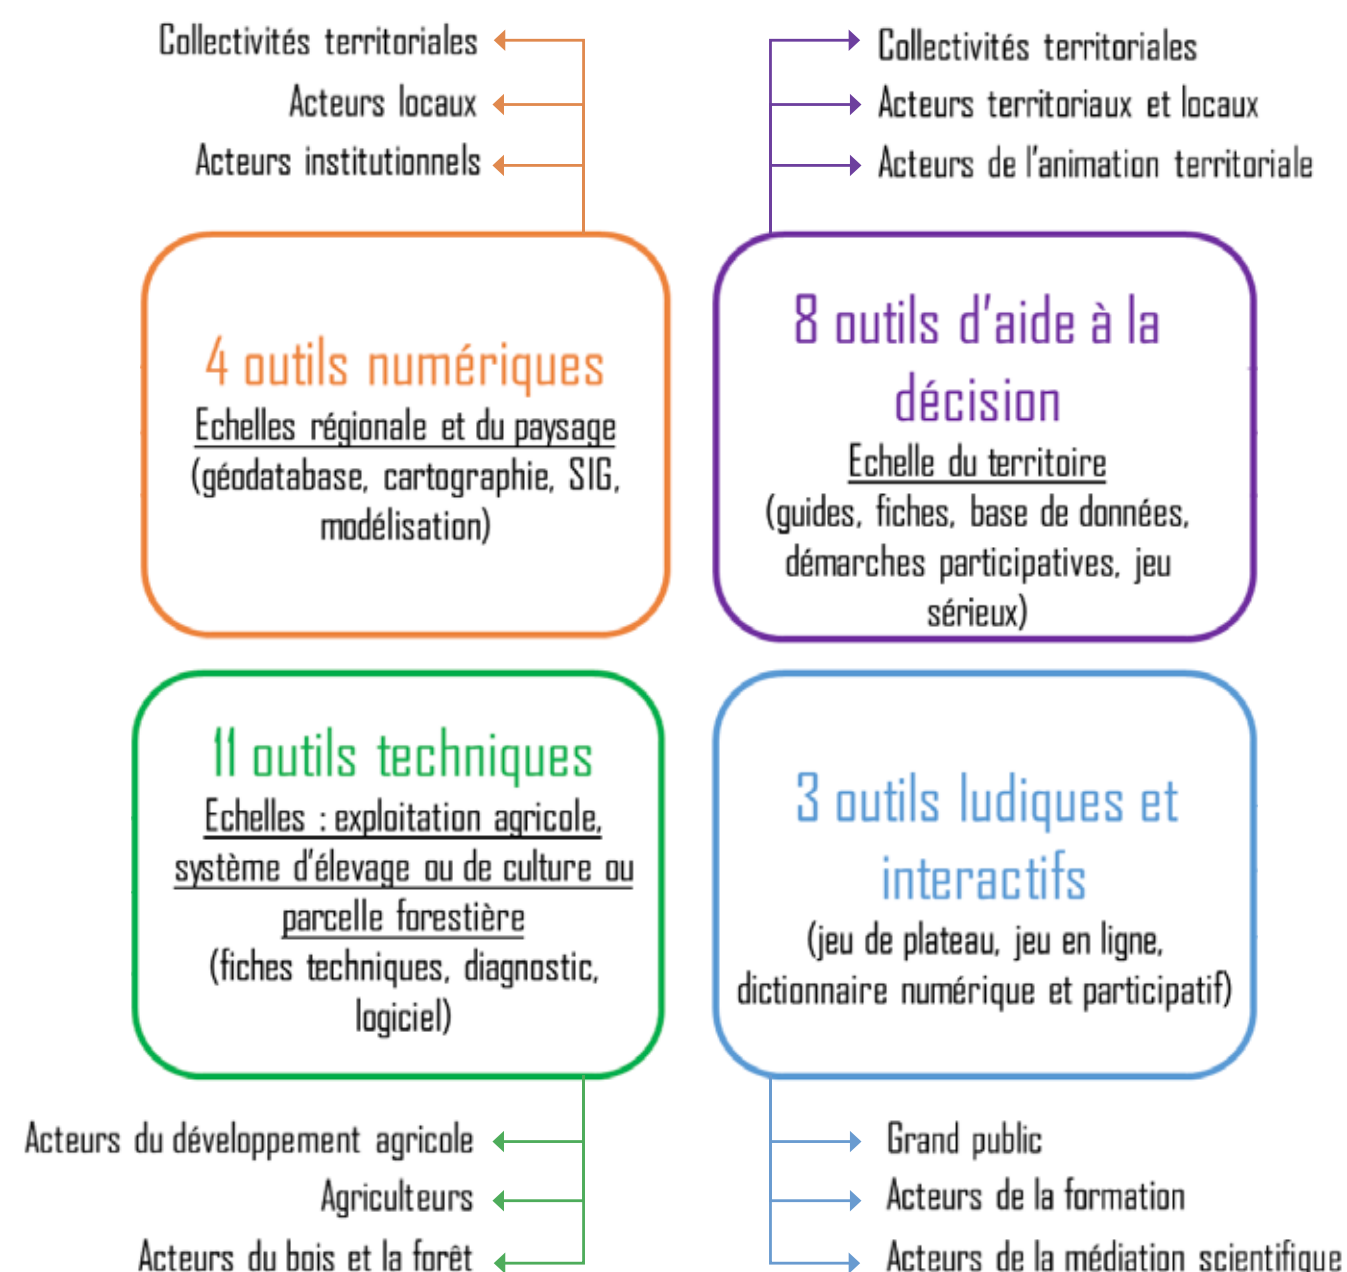 Collectivités territoriales
Acteurs locaux
Acteurs institutionnels
Collectivités territoriales
Acteurs territoriaux et locaux
Acteurs de l'animation territoriale
4 outils numériques
Echelles régionale et du paysage
(géodatabase, cartographie, SIG,
modélisation)
8 outils d'aide à la
décision
Echelle du territoire
(guides, fiches, base de données,
démarches participatives, jeu
sérieux)
11 outils techniques
Echelles : exploitation agricole,
système d'élevage ou de culture ou
parcelle forestière
(fiches techniques, diagnostic,
logiciel)
3 outils ludiques et
interactifs
(jeu de plateau, jeu en ligne,
dictionnaire numérique et participatif)
Acteurs du développement agricole
Agriculteurs
Acteurs du bois et la forêt
Grand public
Acteurs de la formation
Acteurs de la médiation scientifique